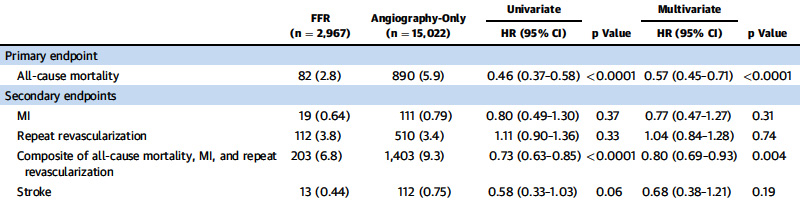 Univariate Multivariate
FFR Angiography-Only
(n = 2,967) (n = 15,022) HR (95% CI) p Value HR (95% CI) p Value
Primary endpoint
All-cause mortality 82 (2.8) 890 (5.9) 0.46 (0.37-0.58) <0.0001 0.57 (0.45-0.71) <0.0001
Secondary endpoints
MI 19 (0.64) 111 (0.79) 0.80 (0.49-1.30) 0.37 0.77 (0.47-1.27) 0.31
Repeat revascularization 112 (3.8) 510 (3.4) 1.11 (0.90-1.36) 0.33 1.04 (0.84-1.28) 0.74
Composite of all-cause mortality, MI, and repeat 203 (6.8) 1,403 (9.3) 0.73 (0.63-0.85) <0.0001 0.80 (0.69-0.93) 0.004
revascularization
Stroke 13 (0.44) 112 (0.75) 0.58 (0.33-1.03) 0.06 0.68 (0.38-1.21) 0.19